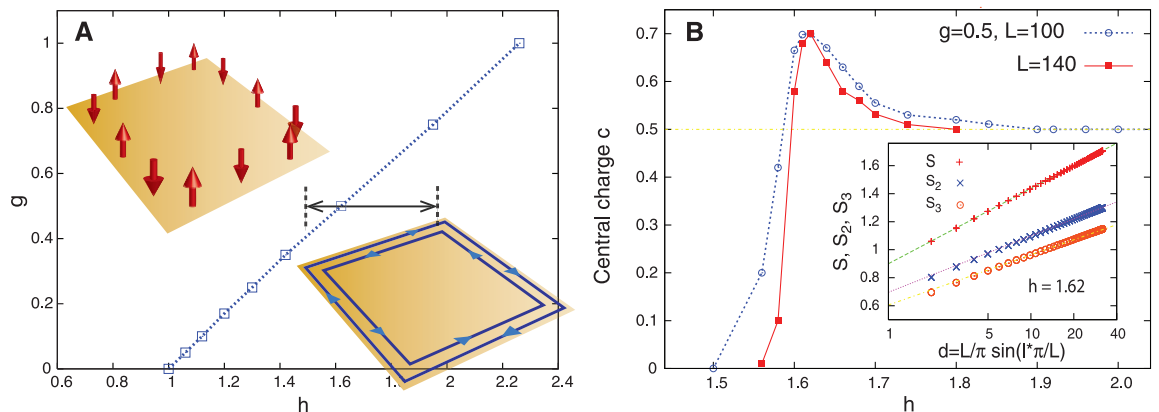 A
g
1
0.8
0.6
0.4
0.2
0
0.6 0.8 1 1.2 1.4 1.6 1.8 2 2.2 2.4
h
B
g=0.5, L=100
L=140
Central charge c
0.7
0.6
0.5
0.4
0.3
0.2
0.1
0
1.5 1.6 1.7 1.8 1.9 2.0
h
S, S2, S3
1.6
1.4
1.2
1
0.8
0.6
S
S2
S3
h = 1.62
1 5 10 20 40
d=L/π sin(l*π/L)